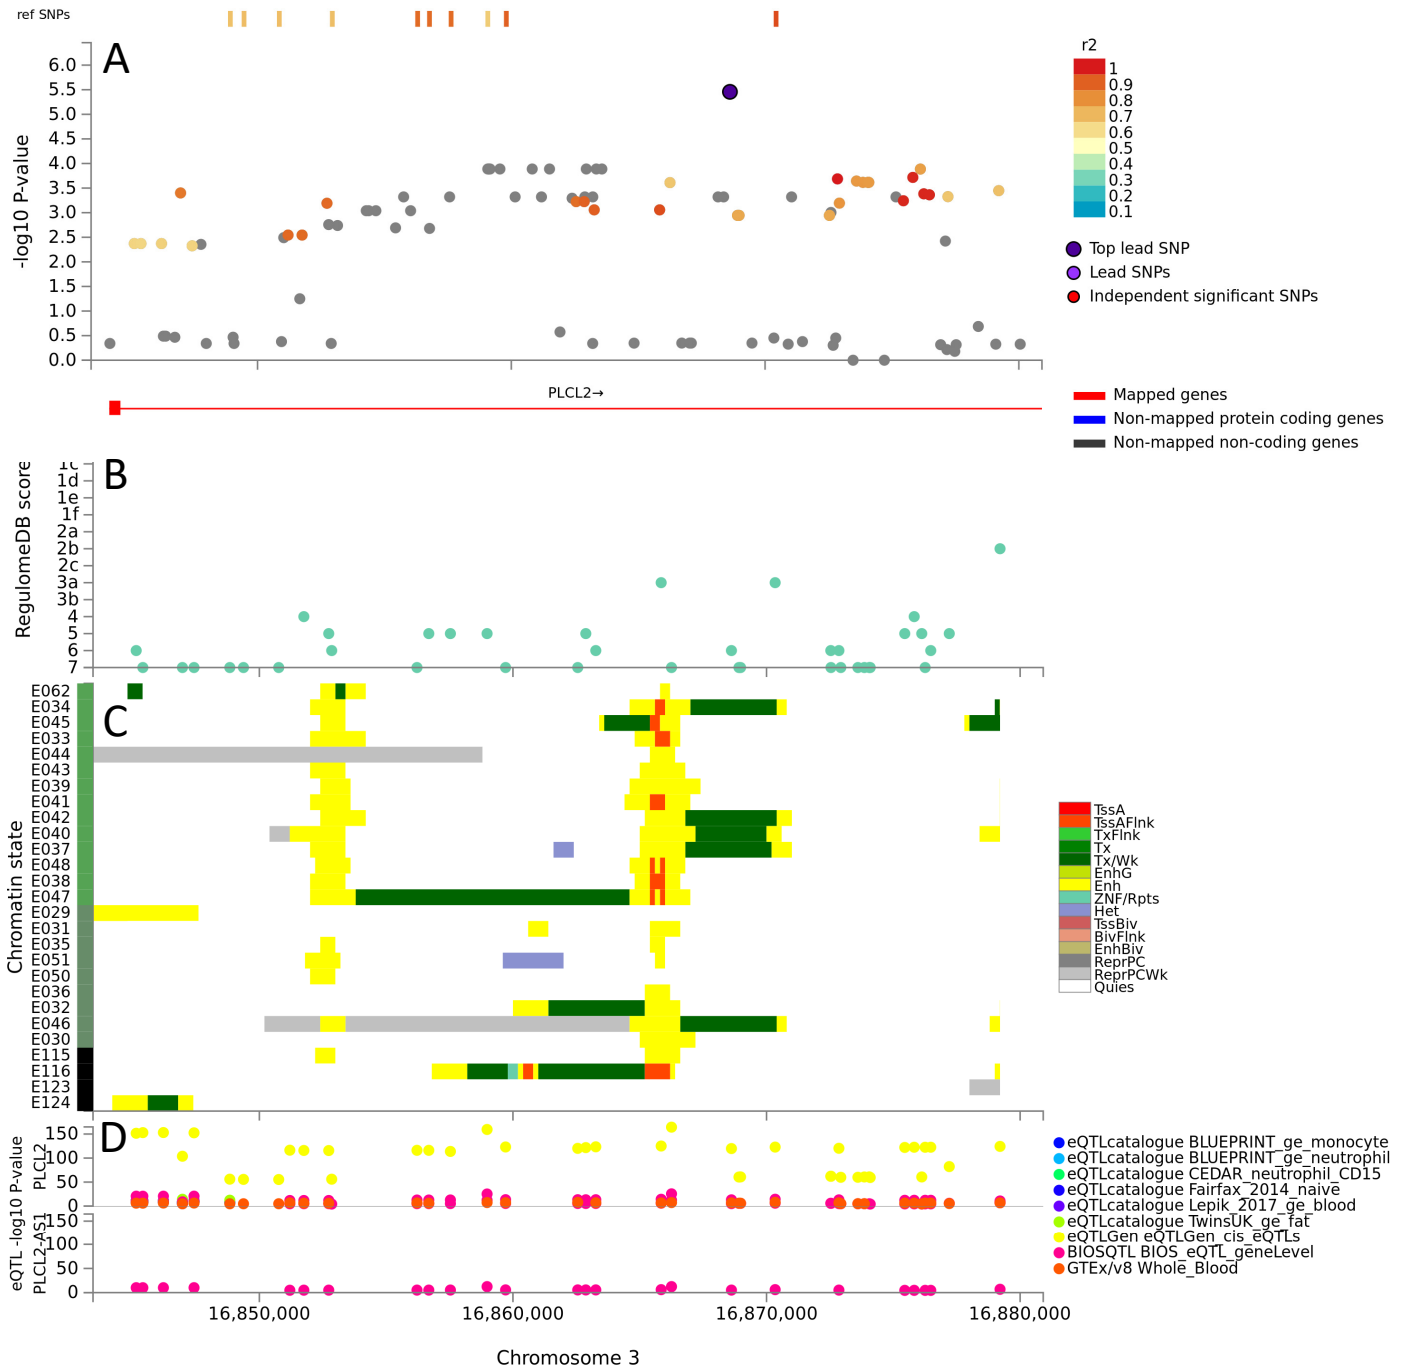 ref SNPs
A
-log10 P-value
6.0
5.5
5.0
4.5
4.0
3.5
3.0
2.5
2.0
1.5
1.0
0.5
0.0
r2
1
0.9
0.8
0.7
0.6
0.5
0.4
0.3
0.2
0.1
Top lead SNP
Lead SNPs
Independent significant SNPs
PLCL2→
Mapped genes
Non-mapped protein coding genes
Non-mapped non-coding genes
B
RegulomeDB score
1c
1d
1e
1f
2a
2b
2c
3a
3b
4
5
6
7
C
Chromatin state
E062
E034
E045
E033
E044
E043
E039
E041
E042
E040
E037
E048
E038
E047
E029
E031
E035
E051
E050
E036
E032
E046
E030
E115
E116
E123
E124
TssA
TssAFlnk
TxFlnk
Tx
Tx/Wk
EnhG
Enh
ZNF/Rpts
Het
TssBiv
BivFlnk
EnhBiv
ReprPC
ReprPCWk
Quies
D
eQTL -log10 P-value
PLCL2
150
100
50
0
PLCL2-AS1
150
100
50
0
eQTLcatalogue BLUEPRINT_ge_monocyte
eQTLcatalogue BLUEPRINT_ge_neutrophil
eQTLcatalogue CEDAR_neutrophil_CD15
eQTLcatalogue Fairfax_2014_naive
eQTLcatalogue Lepik_2017_ge_blood
eQTLcatalogue TwinsUK_ge_fat
eQTLGen eQTLGen_cis_eQTLs
BIOSQTL BIOS_eQTL_geneLevel
GTEx/v8 Whole_Blood
16,850,000
16,860,000
16,870,000
16,880,000
Chromosome 3